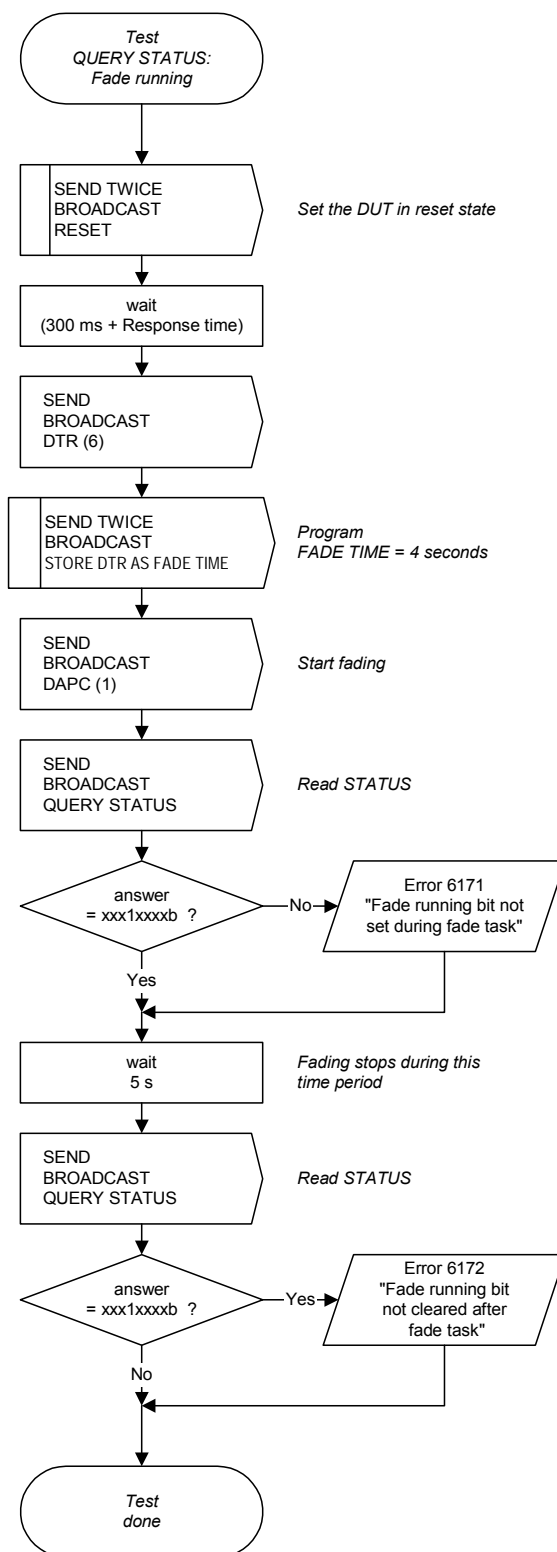 Test
QUERY STATUS:
Fade running
SEND TWICE
BROADCAST
RESET
Set the DUT in reset state
wait
(300 ms + Response time)
SEND
BROADCAST
DTR (6)
SEND TWICE
BROADCAST
STORE DTR AS FADE TIME
Program
FADE TIME = 4 seconds
SEND
BROADCAST
DAPC (1)
Start fading
SEND
BROADCAST
QUERY STATUS
Read STATUS
answer
= xxx1xxxxb ?
No
Error 6171
"Fade running bit not
set during fade task"
Yes
wait
5 s
Fading stops during this
time period
SEND
BROADCAST
QUERY STATUS
Read STATUS
answer
= xxx1xxxxb ?
Yes
Error 6172
"Fade running bit
not cleared after
fade task"
No
Test
done